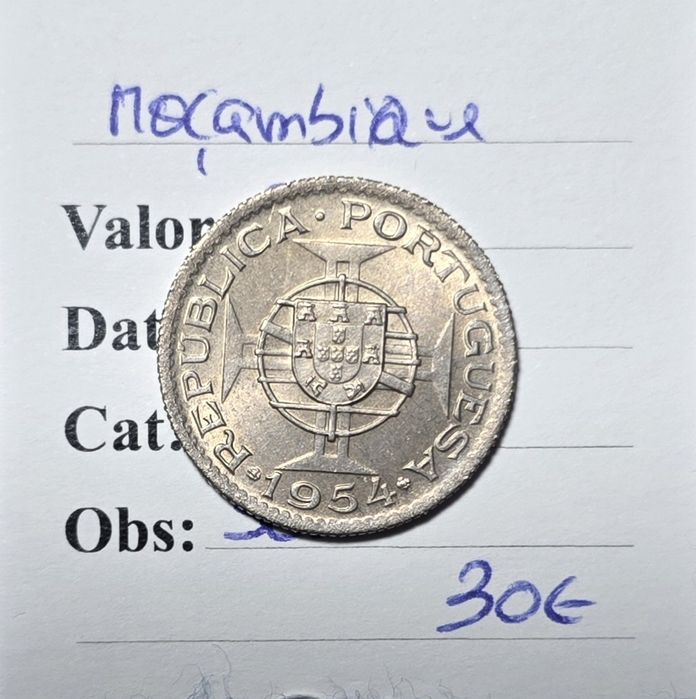 Moçambique
Valor
Dat
Cat.
Obs:
REPUBLICA · PORTUGUESA
· 1954 ·
30€